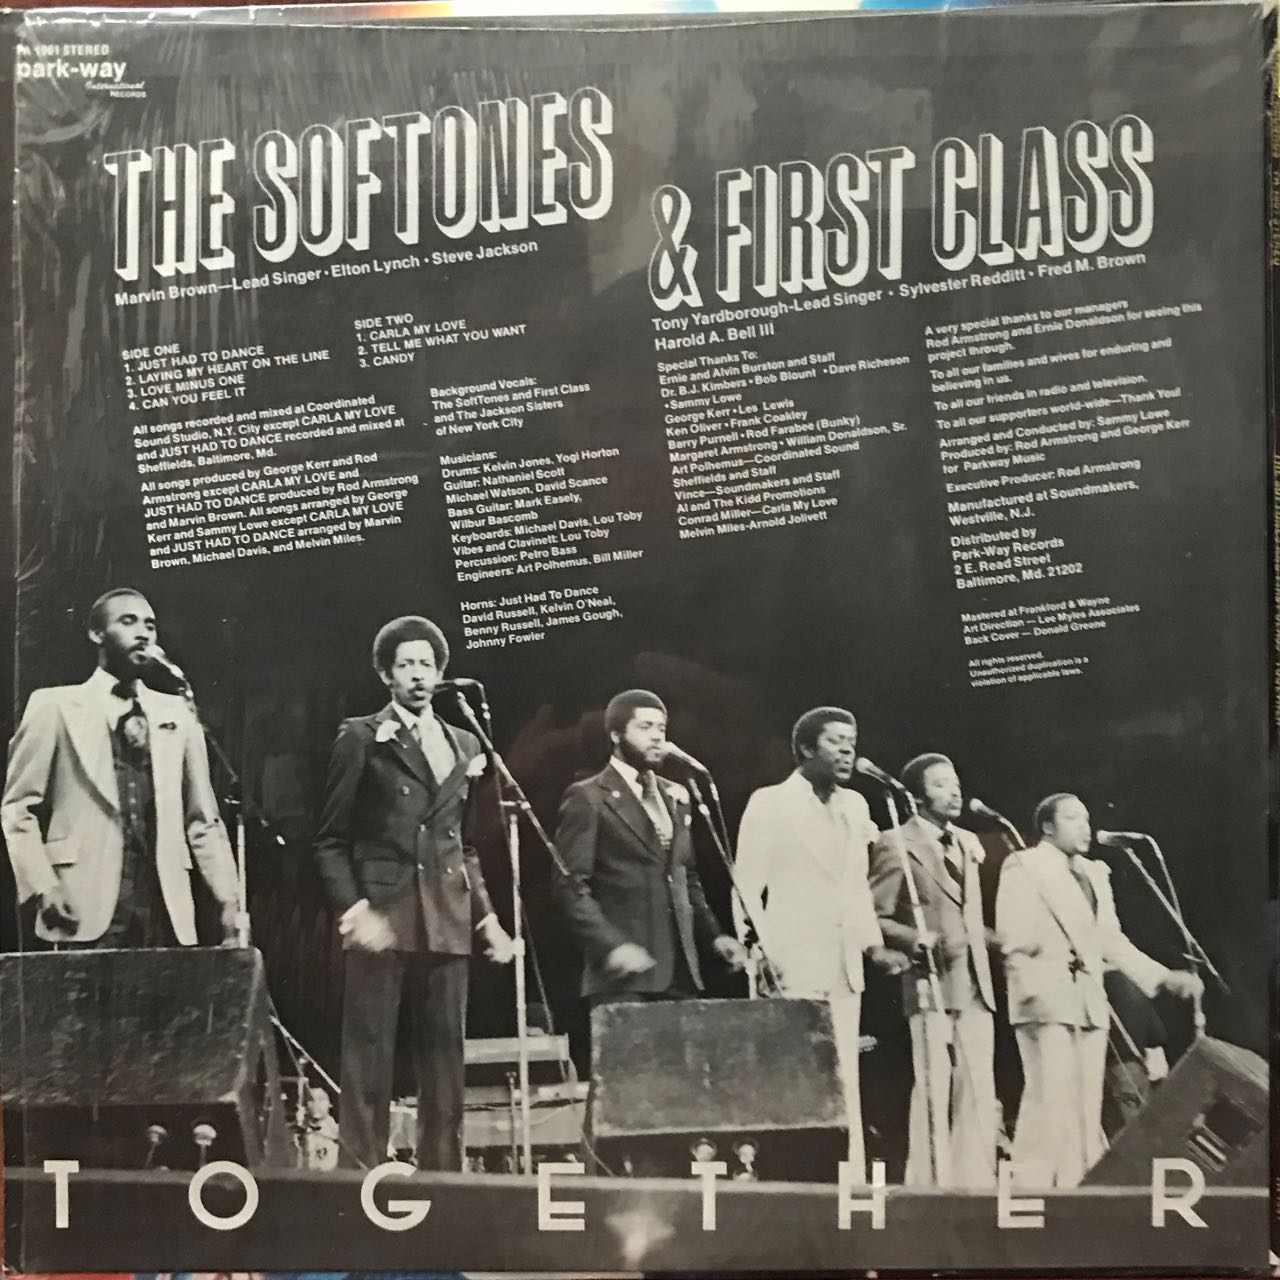 PA 1001 STEREO
park-way
International
RECORDS
THE SOFTONES
Marvin Brown—Lead Singer • Elton Lynch • Steve Jackson
& FIRST CLASS
Tony Yardborough-Lead Singer • Sylvester Redditt • Fred M. Brown
Harold A. Bell III
SIDE ONE
1. JUST HAD TO DANCE
2. LAYING MY HEART ON THE LINE
3. LOVE MINUS ONE
4. CAN YOU FEEL IT
SIDE TWO
1. CARLA MY LOVE
2. TELL ME WHAT YOU WANT
3. CANDY
All songs recorded and mixed at Coordinated
Sound Studio, N.Y. City except CARLA MY LOVE
and JUST HAD TO DANCE recorded and mixed at
Sheffields, Baltimore, Md.
All songs produced by George Kerr and Rod
Armstrong except CARLA MY LOVE and
JUST HAD TO DANCE produced by Rod Armstrong
and Marvin Brown. All songs arranged by George
Kerr and Sammy Lowe except CARLA MY LOVE
and JUST HAD TO DANCE arranged by Marvin
Brown, Michael Davis, and Melvin Miles.
Background Vocals:
The SoftTones and First Class
and The Jackson Sisters
of New York City
Musicians:
Drums: Kelvin Jones, Yogi Horton
Guitar: Nathaniel Scott
Michael Watson, David Scance
Bass Guitar: Mark Easely,
Wilbur Bascomb
Keyboards: Michael Davis, Lou Toby
Vibes and Clavinett: Lou Toby
Percussion: Petro Bass
Engineers: Art Polhemus, Bill Miller
Horns: Just Had To Dance
David Russell, Kelvin O'Neal,
Benny Russell, James Gough,
Johnny Fowler
Special Thanks To:
Ernie and Alvin Burston and Staff
Dr. B.J. Kimbers • Bob Blount • Dave Richeson
• Sammy Lowe
George Kerr • Les Lewis
Ken Oliver • Frank Coakley
Barry Purnell • Rod Farabee (Bunky)
Margaret Armstrong • William Donaldson, Sr.
Art Polhemus—Coordinated Sound
Sheffields and Staff
Vince—Soundmakers and Staff
Al and The Kidd Promotions
Conrad Miller—Carla My Love
Melvin Miles-Arnold Jolivett
A very special thanks to our managers
Rod Armstrong and Ernie Donaldson for seeing this
project through.
To all our families and wives for enduring and
believing in us.
To all our friends in radio and television.
To all our supporters world-wide—Thank You!
Arranged and Conducted by: Sammy Lowe
Produced by: Rod Armstrong and George Kerr
for Parkway Music
Executive Producer: Rod Armstrong
Manufactured at Soundmakers,
Westville, N.J.
Distributed by
Park-Way Records
2 E. Read Street
Baltimore, Md. 21202
Mastered at Frankford & Wayne
Art Direction — Lee Myles Associates
Back Cover — Donald Greene
All rights reserved.
Unauthorized duplication is a
violation of applicable laws.
TOGETHER